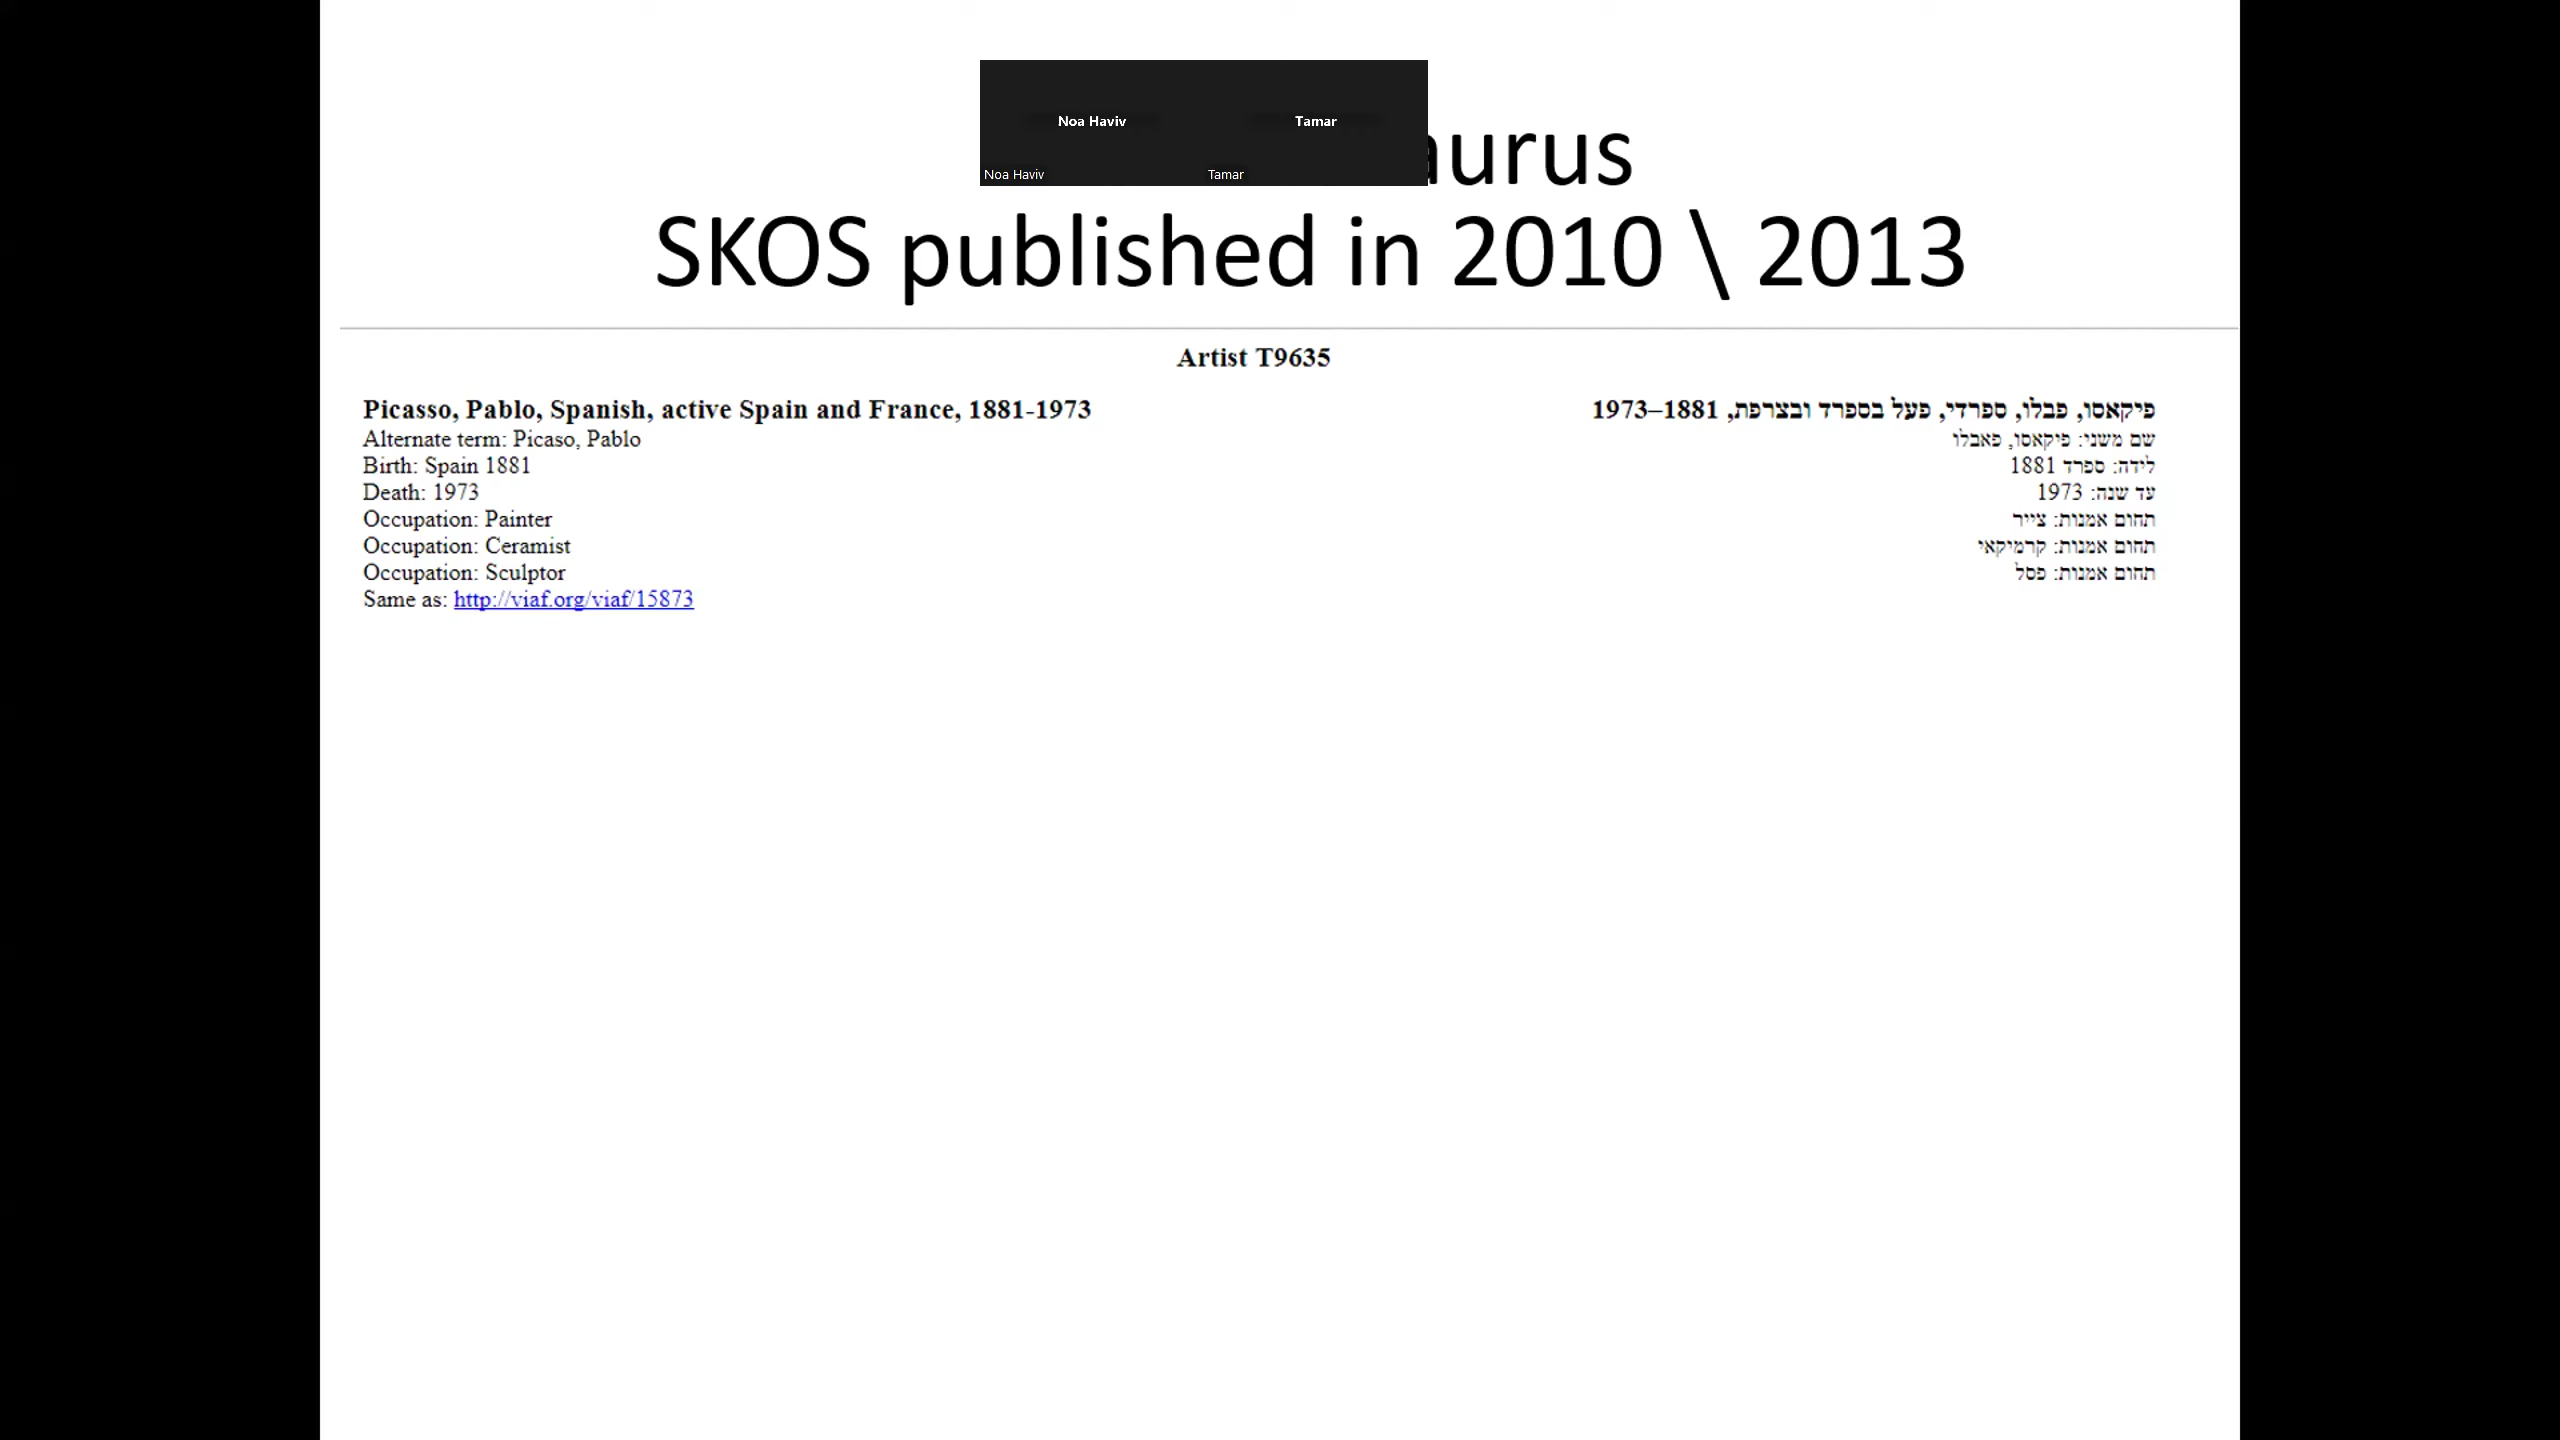 Noa Haviv
Tamar
Noa Haviv
Tamar
SKOS published in 2010 \ 2013
Artist T9635
Picasso, Pablo, Spanish, active Spain and France, 1881-1973
Alternate term: Picaso, Pablo
Birth: Spain 1881
Death: 1973
Occupation: Painter
Occupation: Ceramist
Occupation: Sculptor
Same as: http://viaf.org/viaf/15873
פיקאסו, פבלו, ספרדי, פעל בספרד ובצרפת, 1881–1973
שם משני: פיקאסו, פאבלו
לידה: ספרד 1881
עד שנה: 1973
תחום אמנות: צייר
תחום אמנות: קרמיקאי
תחום אמנות: פסל